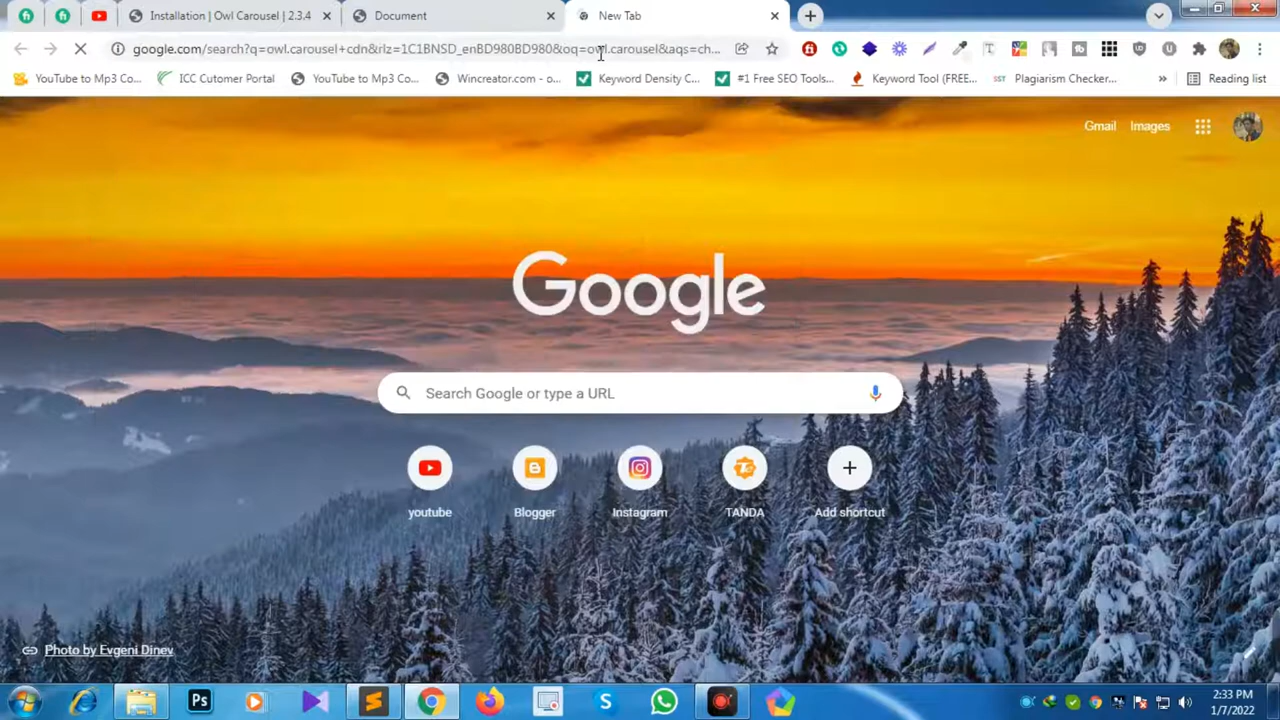 Installation | Owl Carousel | 2.3.4
Document
New Tab
google.com/search?q=owl.carousel+cdn&rlz=1C1BNSD_enBD980BD980&oq=owl.carousel&aqs=ch...
YouTube to Mp3 Co...
ICC Cutomer Portal
YouTube to Mp3 Co...
Wincreator.com - o...
Keyword Density C...
#1 Free SEO Tools...
Keyword Tool (FREE...
SST
Plagiarism Checker...
»
Reading list
Gmail
Images
Google
Search Google or type a URL
youtube
Blogger
Instagram
TANDA
Add shortcut
Photo by Evgeni Dinev
Ps
2:33 PM
1/7/2022